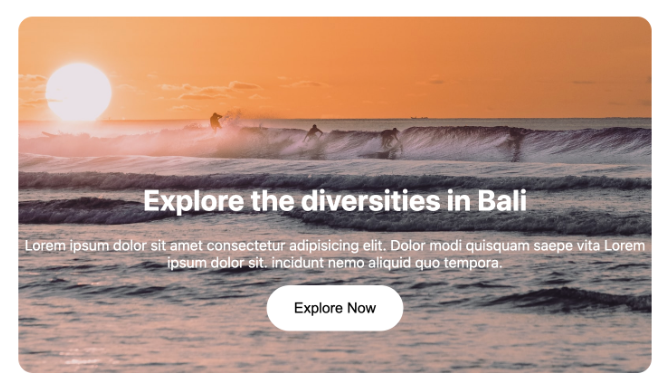 Explore the diversities in Bali
Lorem ipsum dolor sit amet consectetur adipisicing elit. Dolor modi quisquam saepe vita Lorem
ipsum dolor sit. incidunt nemo aliquid quo tempora.
Explore Now